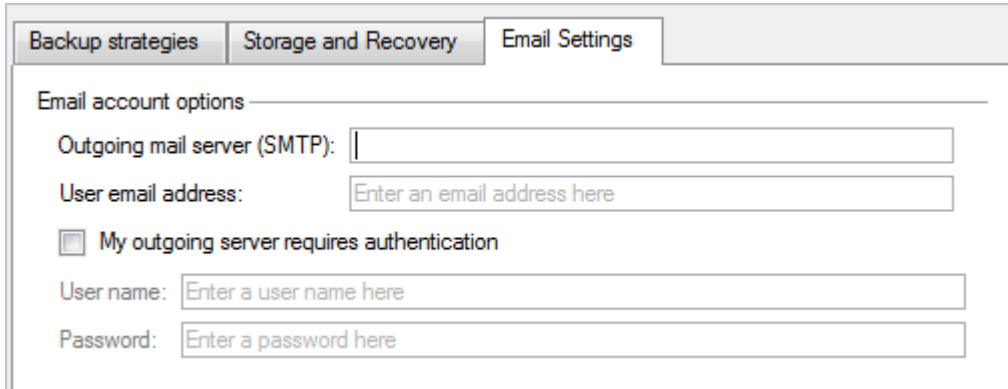 Backup strategies Storage and Recovery Email Settings
Email account options
Outgoing mail server (SMTP):
User email address: Enter an email address here
My outgoing server requires authentication
User name: Enter a user name here
Password: Enter a password here